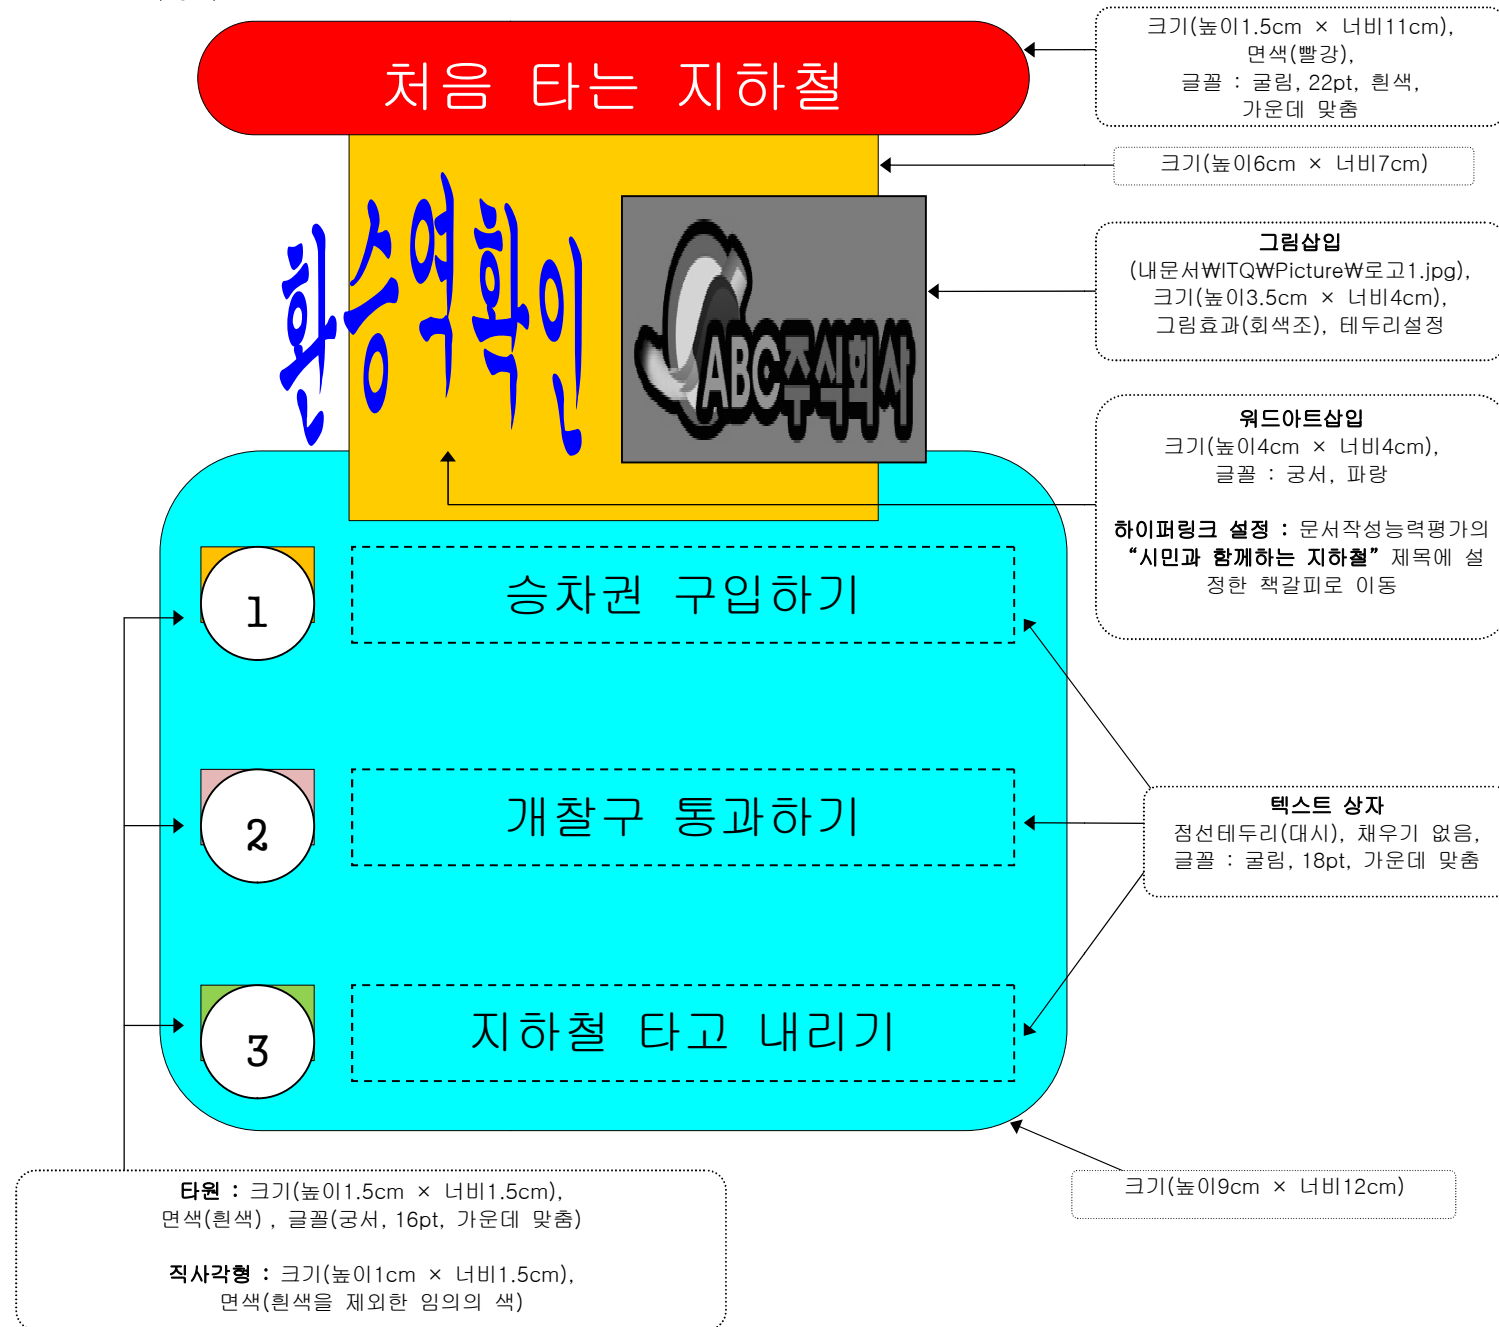 처음 타는 지하철
크기(높이1.5cm × 너비11cm),
면색(빨강),
글꼴 : 굴림, 22pt, 흰색,
가운데 맞춤
크기(높이6cm × 너비7cm)
환승역확인
ABC주식회사
그림삽입
(내문서₩ITQ₩Picture₩로고1.jpg),
크기(높이3.5cm × 너비4cm),
그림효과(회색조), 테두리설정
워드아트삽입
크기(높이4cm × 너비4cm),
글꼴 : 궁서, 파랑
하이퍼링크 설정 : 문서작성능력평가의
“시민과 함께하는 지하철” 제목에 설
정한 책갈피로 이동
1
승차권 구입하기
2
개찰구 통과하기
텍스트 상자
점선테두리(대시), 채우기 없음,
글꼴 : 굴림, 18pt, 가운데 맞춤
3
지하철 타고 내리기
타원 : 크기(높이1.5cm × 너비1.5cm),
면색(흰색) , 글꼴(궁서, 16pt, 가운데 맞춤)
직사각형 : 크기(높이1cm × 너비1.5cm),
면색(흰색을 제외한 임의의 색)
크기(높이9cm × 너비12cm)